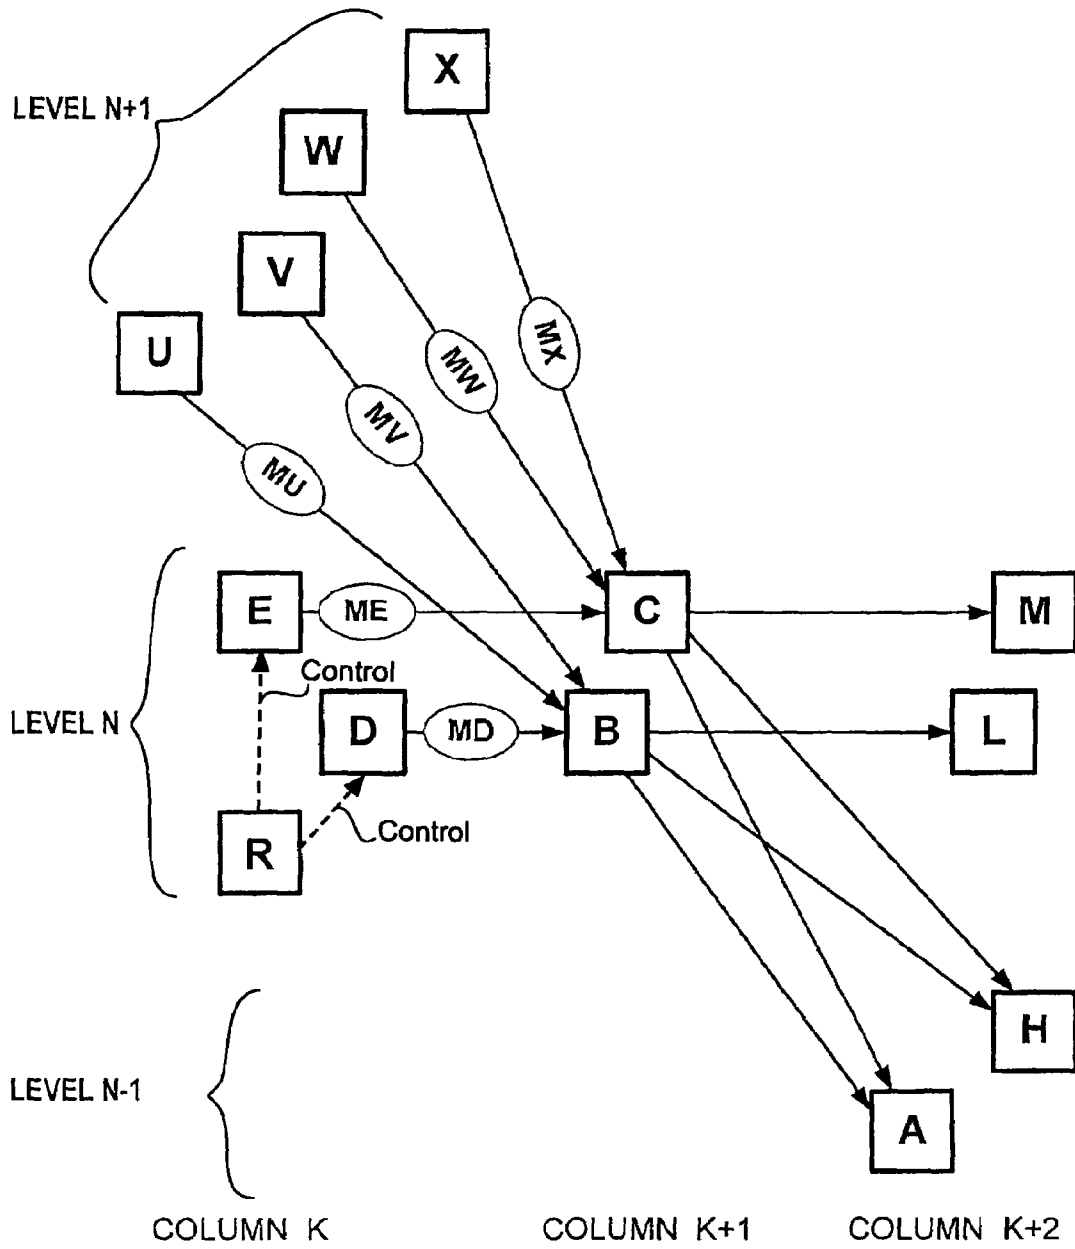 X
LEVEL N+1
W
V
U
MX
MW
MV
MU
E
ME
C
M
Control
LEVEL N
D
MD
B
L
R
Control
H
LEVEL N-1
A
COLUMN K
COLUMN K+1
COLUMN K+2